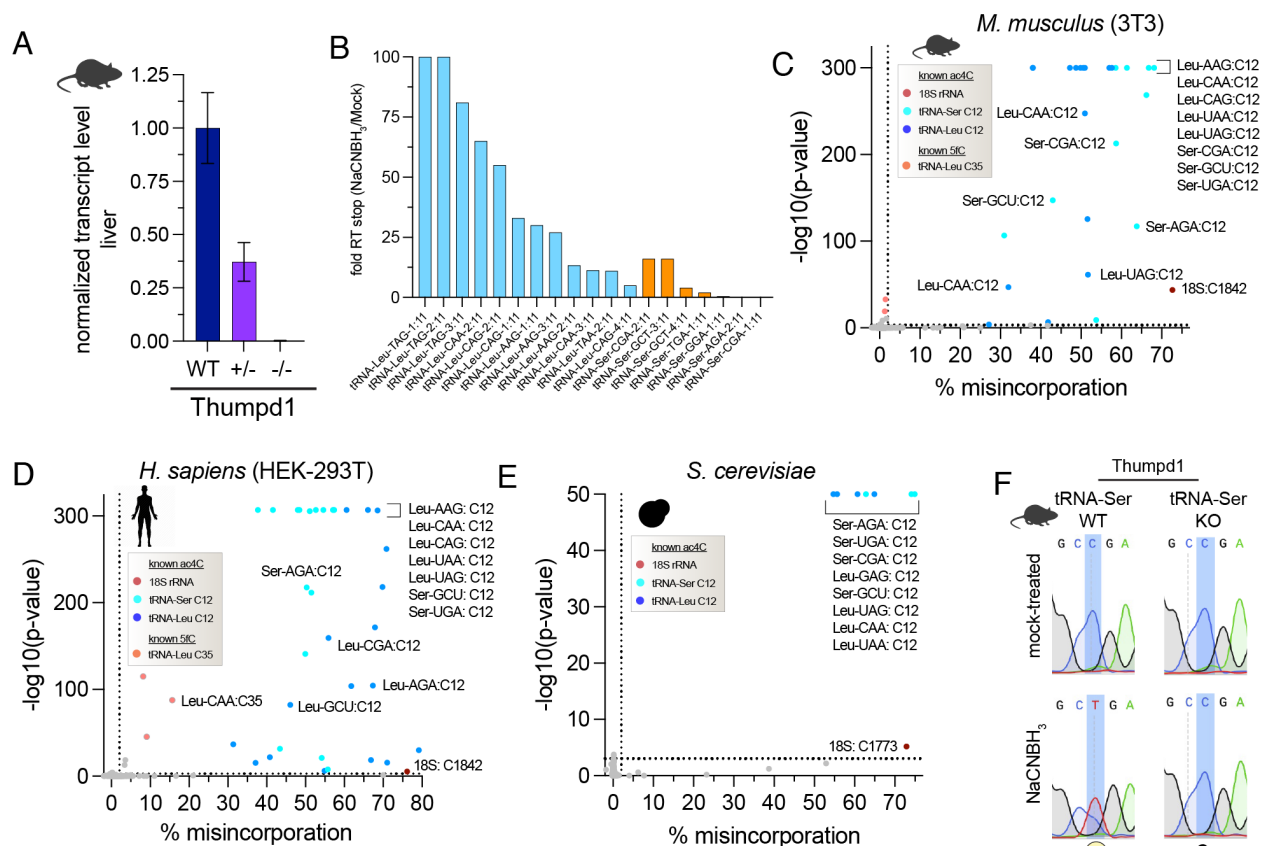 A
normalized transcript level
liver
1.25
1.00
0.75
0.50
0.25
0.00
WT +/- -/-
Thumpd1
B
fold RT stop (NaCNBH3/Mock)
100
75
50
25
0
tRNA-Leu-TAG-1:11
tRNA-Leu-TAG-2:11
tRNA-Leu-TAG-3:11
tRNA-Leu-CAA-2:11
tRNA-Leu-CAG-2:11
tRNA-Leu-CAG-1:11
tRNA-Leu-AAG-1:11
tRNA-Leu-AAG-3:11
tRNA-Leu-AAG-2:11
tRNA-Leu-CAA-3:11
tRNA-Leu-TAA-2:11
tRNA-Leu-CAG-4:11
tRNA-Ser-CGA-2:11
tRNA-Ser-GCT-3:11
tRNA-Ser-GCT-4:11
tRNA-Ser-TGA-1:11
tRNA-Ser-GGA-1:11
tRNA-Ser-AGA-2:11
tRNA-Ser-CGA-1:11
C
M. musculus (3T3)
-log10(p-value)
300
200
100
0
known ac4C
18S rRNA
tRNA-Ser C12
tRNA-Leu C12
known 5fC
tRNA-Leu C35
Leu-AAG:C12
Leu-CAA:C12
Leu-CAG:C12
Leu-UAA:C12
Leu-UAG:C12
Ser-CGA:C12
Ser-GCU:C12
Ser-UGA:C12
Leu-CAA:C12
Ser-CGA:C12
Ser-GCU:C12
Ser-AGA:C12
Leu-UAG:C12
Leu-CAA:C12
18S:C1842
0 10 20 30 40 50 60 70
% misincorporation
D
H. sapiens (HEK-293T)
-log10(p-value)
300
200
100
0
known ac4C
18S rRNA
tRNA-Ser C12
tRNA-Leu C12
known 5fC
tRNA-Leu C35
Leu-AAG: C12
Leu-CAA: C12
Leu-CAG: C12
Leu-UAA: C12
Leu-UAG: C12
Ser-GCU: C12
Ser-UGA: C12
Ser-AGA:C12
Leu-CGA:C12
Leu-AGA:C12
Leu-CAA:C35
Leu-GCU:C12
18S: C1842
0 10 20 30 40 50 60 70 80
% misincorporation
E
S. cerevisiae
-log10(p-value)
50
40
30
20
10
0
known ac4C
18S rRNA
tRNA-Ser C12
tRNA-Leu C12
Ser-AGA: C12
Ser-UGA: C12
Ser-CGA: C12
Leu-GAG: C12
Ser-GCU: C12
Leu-UAG: C12
Leu-CAA: C12
Leu-UAA: C12
18S: C1773
0 10 20 30 40 50 60 70
% misincorporation
F
Thumpd1
tRNA-Ser
WT
tRNA-Ser
KO
mock-treated
G C C G A
G C C G A
NaCNBH3
G C T G A
G C C G A